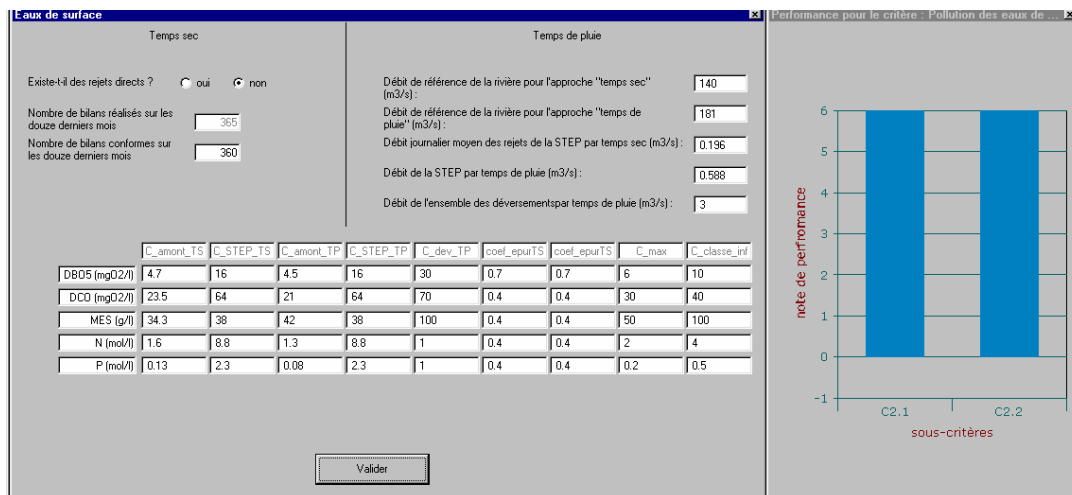 Eaux de surface
Temps sec
Temps de pluie
Existe-t-il des rejets directs ? oui non
Nombre de bilans réalisés sur les
douze derniers mois
365
Nombre de bilans conformes sur
les douze derniers mois
360
Débit de référence de la rivière pour l'approche "temps sec"
(m3/s) :
140
Débit de référence de la rivière pour l'approche "temps de
pluie" (m3/s) :
181
Débit journalier moyen des rejets de la STEP par temps sec (m3/s) :
0.196
Débit de la STEP par temps de pluie (m3/s) :
0.588
Débit de l'ensemble des déversementspar temps de pluie (m3/s) :
3
C_amont_TS C_STEP_TS C_amont_TP C_STEP_TP C_dev_TP coef_epurTS coef_epurTS C_max C_classe_inf
DBO5 (mgO2/l) 4.7 16 4.5 16 30 0.7 0.7 6 10
DCO (mgO2/l) 23.5 64 21 64 70 0.4 0.4 30 40
MES (g/l) 34.3 38 42 38 100 0.4 0.4 50 100
N (mol/l) 1.6 8.8 1.3 8.8 1 0.4 0.4 2 4
P (mol/l) 0.13 2.3 0.08 2.3 1 0.4 0.4 0.2 0.5
Valider
Performance pour le critère : Pollution des eaux de ...
note de perfromance
6
5
4
3
2
1
0
-1
C2.1 C2.2
sous-critères